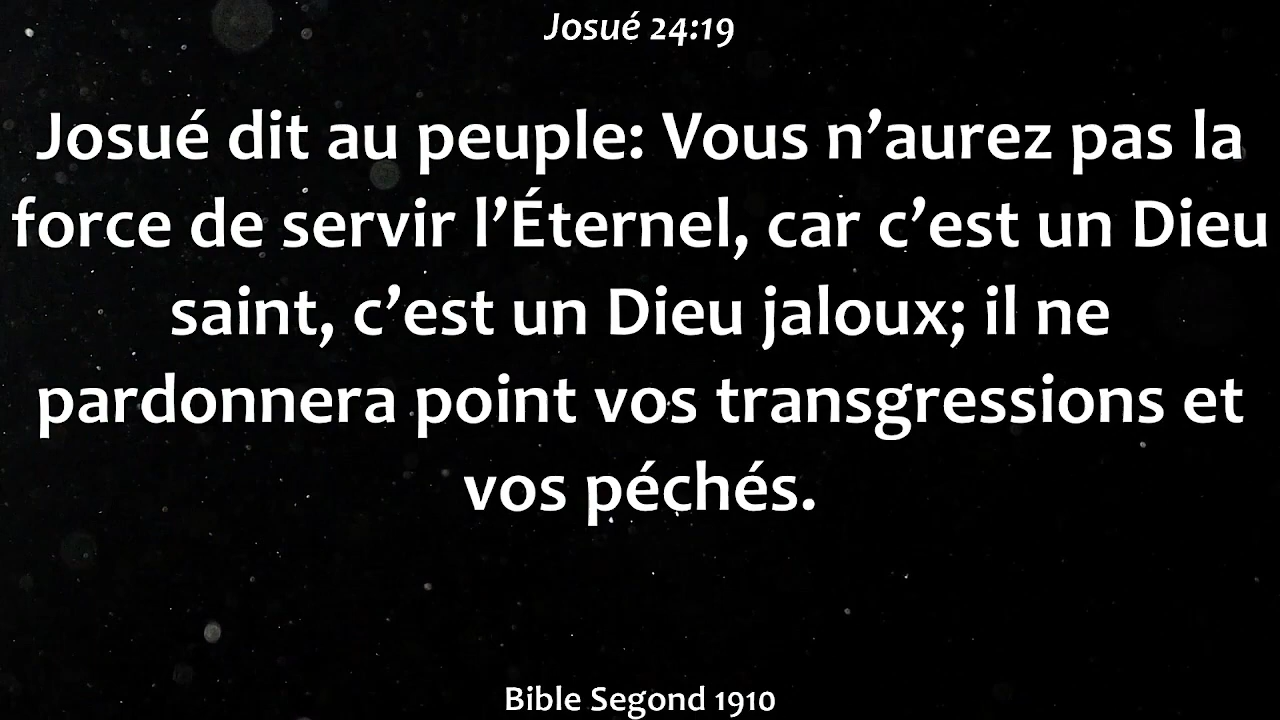 Josué 24:19
Josué dit au peuple: Vous n’aurez pas la
force de servir l’Éternel, car c’est un Dieu
saint, c’est un Dieu jaloux; il ne
pardonnera point vos transgressions et
vos péchés.
Bible Segond 1910